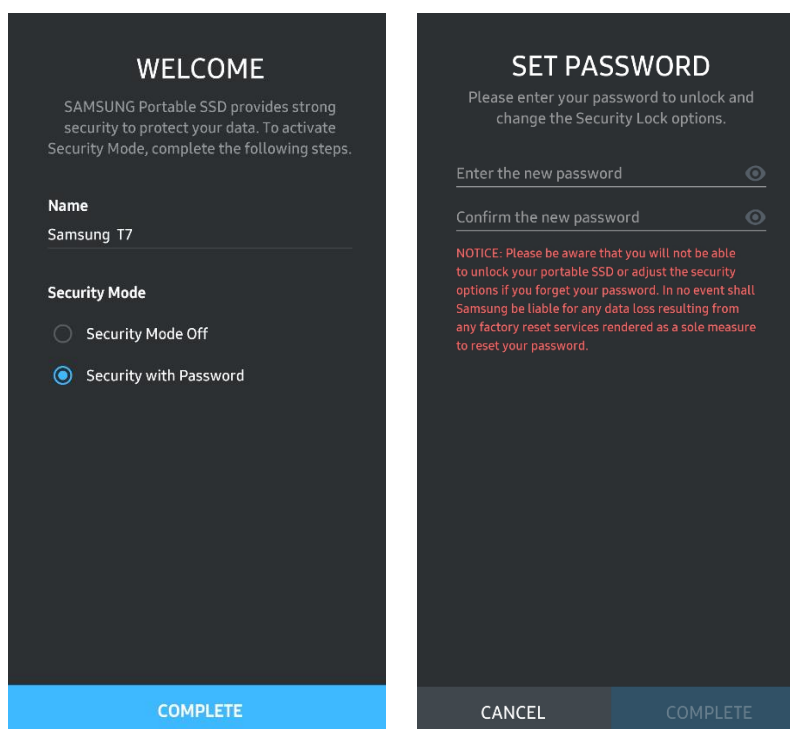 WELCOME
SAMSUNG Portable SSD provides strong
security to protect your data. To activate
Security Mode, complete the following steps.
Name
Samsung T7
Security Mode
Security Mode Off
Security with Password
COMPLETE
SET PASSWORD
Please enter your password to unlock and
change the Security Lock options.
Enter the new password
Confirm the new password
NOTICE: Please be aware that you will not be able
to unlock your portable SSD or adjust the security
options if you forget your password. In no event shall
Samsung be liable for any data loss resulting from
any factory reset services rendered as a sole measure
to reset your password.
CANCEL
COMPLETE